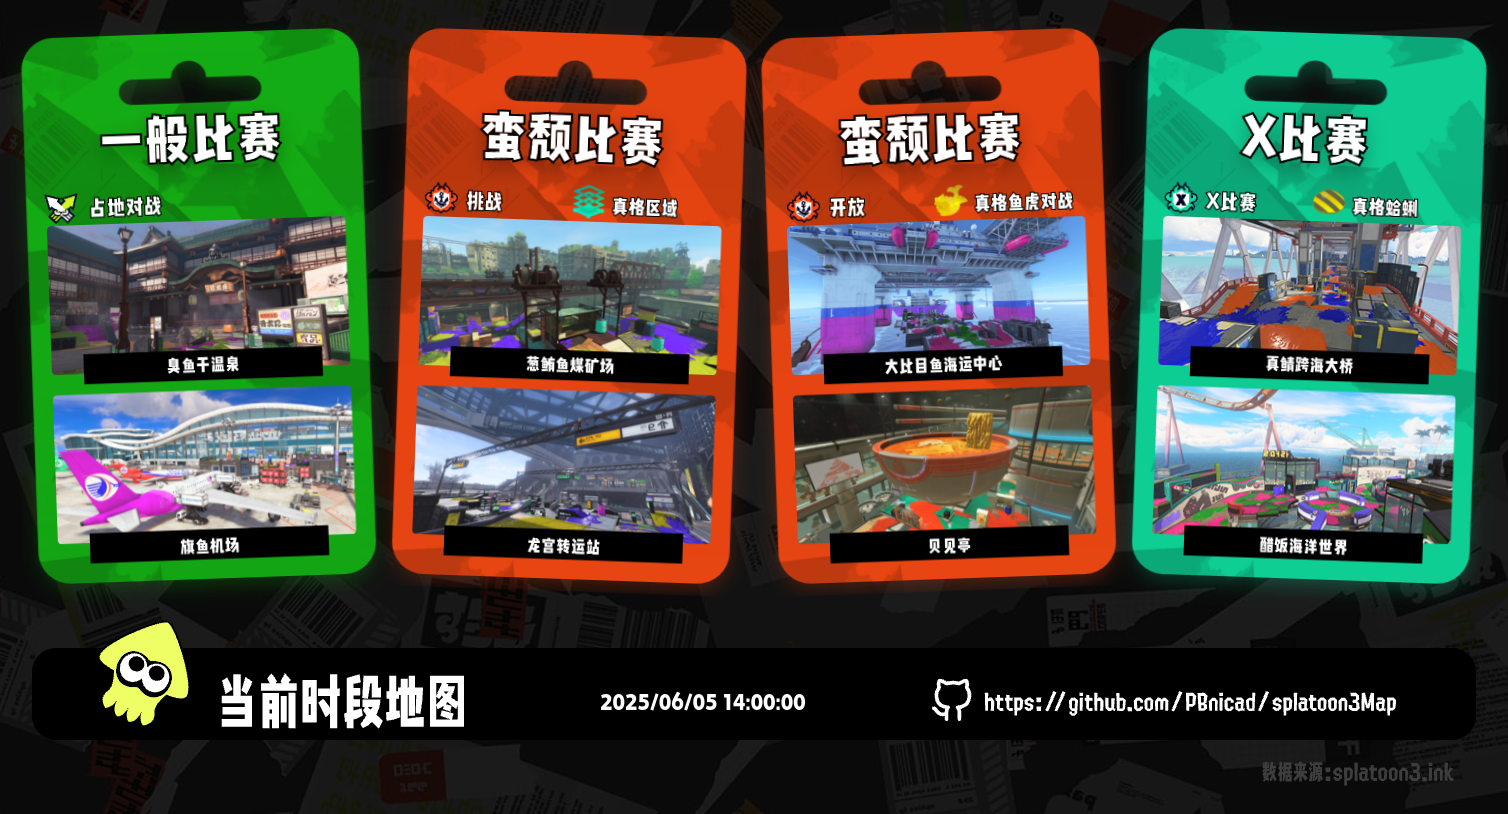 一般比赛
占地对战
臭鱼干温泉
旗鱼机场
蛮颓比赛
挑战
真格区域
葱鲔鱼煤矿场
龙宫转运站
蛮颓比赛
开放
真格鱼虎对战
大比目鱼海运中心
贝见亭
X比赛
X比赛
真格蛤蜊
真鲭跨海大桥
醋饭海洋世界
当前时段地图
2025/06/05 14:00:00
https://github.com/PBnicad/splatoon3Map
数据来源:splatoon3.ink